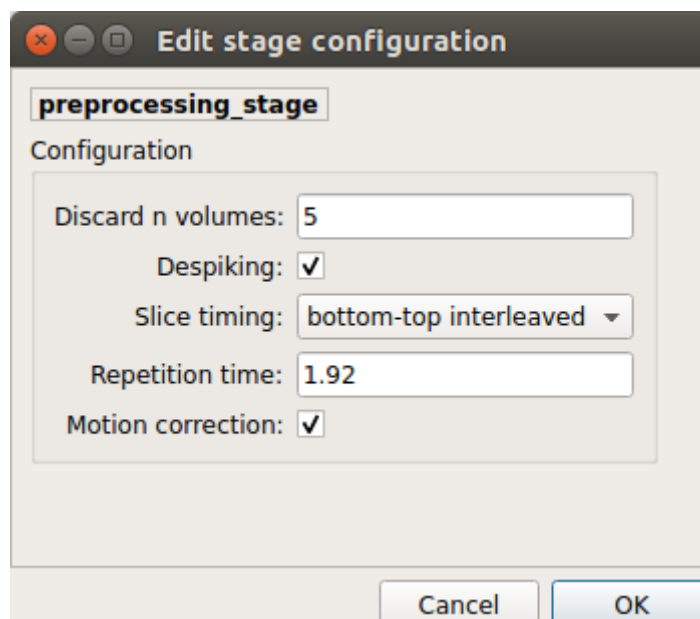 Edit stage configuration
preprocessing_stage
Configuration
Discard n volumes: 5
Despiking:
Slice timing: bottom-top interleaved
Repetition time: 1.92
Motion correction:
Cancel OK